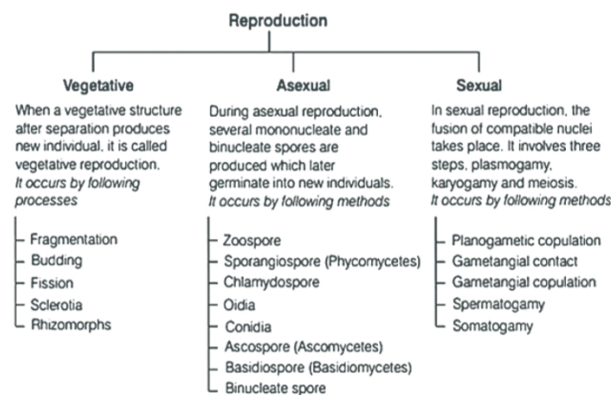 Reproduction
Vegetative
When a vegetative structure
after separation produces
new individual, it is called
vegetative reproduction.
It occurs by following
processes
Fragmentation
Budding
Fission
Sclerotia
Rhizomorphs
Asexual
During asexual reproduction,
several mononucleate and
binucleate spores are
produced which later
germinate into new individuals.
It occurs by following methods
Zoospore
Sporangiospore (Phycomycetes)
Chlamydospore
Oidia
Conidia
Ascospore (Ascomycetes)
Basidiospore (Basidiomycetes)
Binucleate spore
Sexual
In sexual reproduction, the
fusion of compatible nuclei
takes place. It involves three
steps, plasmogamy,
karyogamy and meiosis.
It occurs by following methods
Planogametic copulation
Gametangial contact
Gametangial copulation
Spermatogamy
Somatogamy